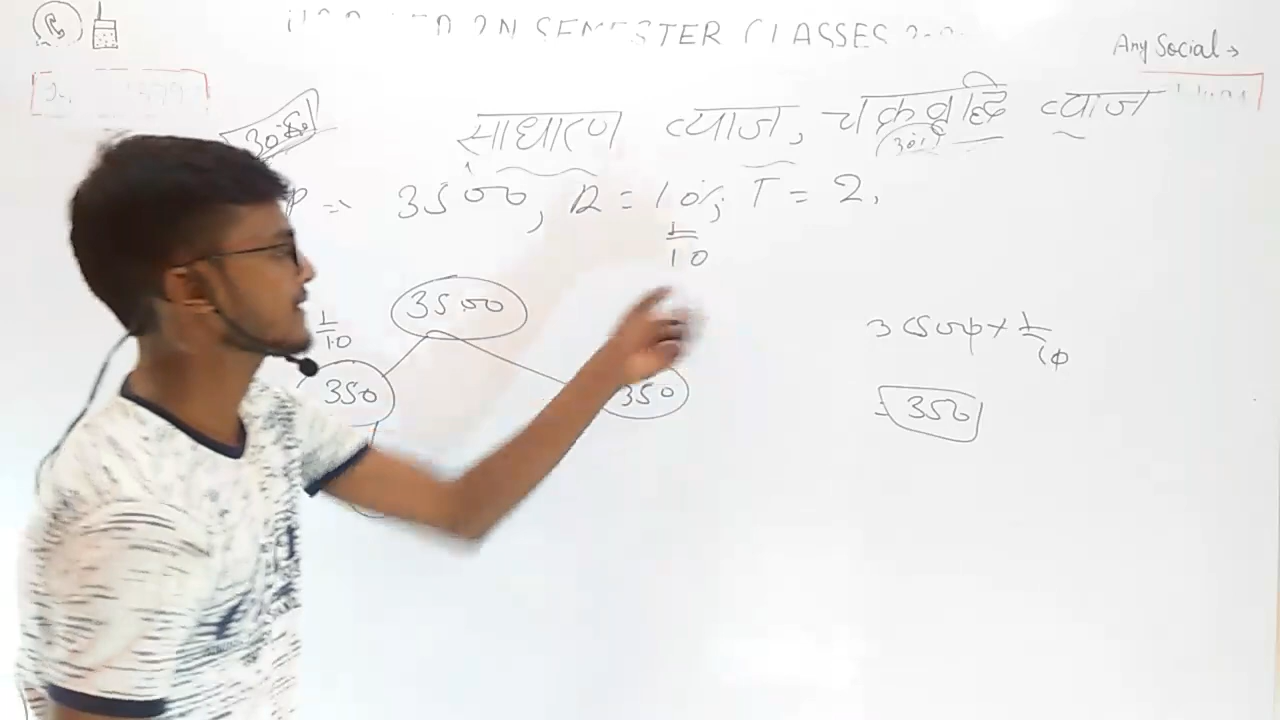 SEMESTER CLASSES
Any Social →
साधारण ब्याज, चक्रवृद्धि ब्याज
P ⇒ 3500, R = 10%, T = 2,
1/10
3500
1/10
350
350
3500 × 1/10
= 350